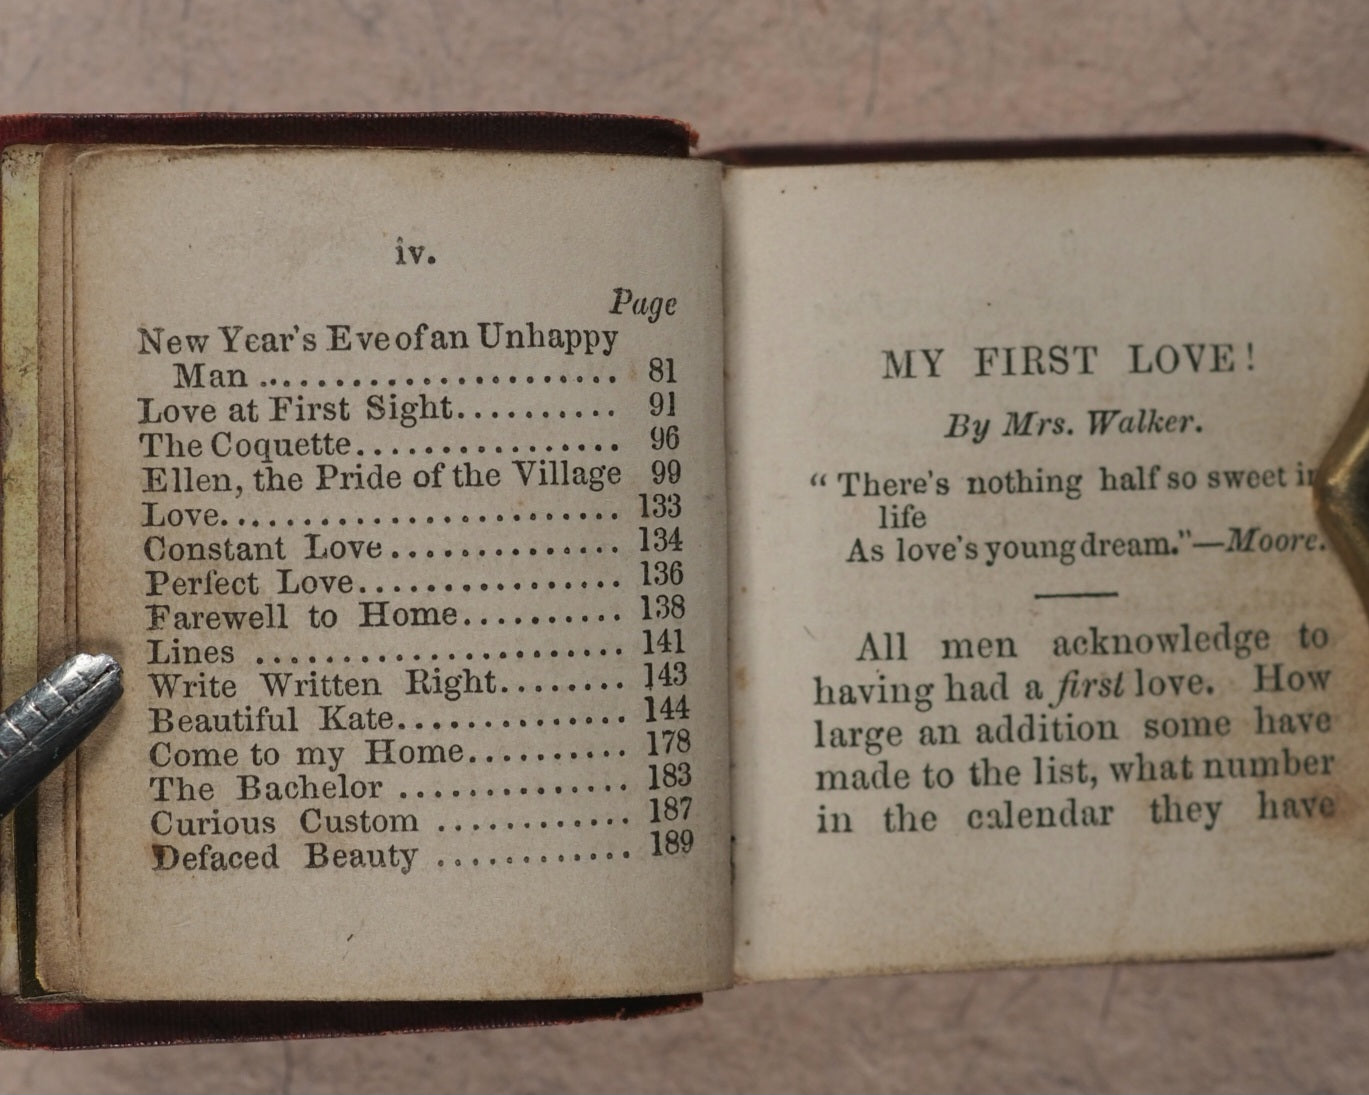 iv.
Page
New Year's Eve of an Unhappy
Man ...................... 81
Love at First Sight.......... 91
The Coquette................ 96
Ellen, the Pride of the Village 99
Love........................ 133
Constant Love.............. 134
Perfect Love................ 136
Farewell to Home.......... 138
Lines ...................... 141
Write Written Right........ 143
Beautiful Kate.............. 144
Come to my Home.......... 178
The Bachelor .............. 183
Curious Custom ............ 187
Defaced Beauty ............ 189
MY FIRST LOVE!
By Mrs. Walker.
“ There's nothing half so sweet in
life
As love's young dream."—Moore.
All men acknowledge to
having had a first love. How
large an addition some have
made to the list, what number
in the calendar they have